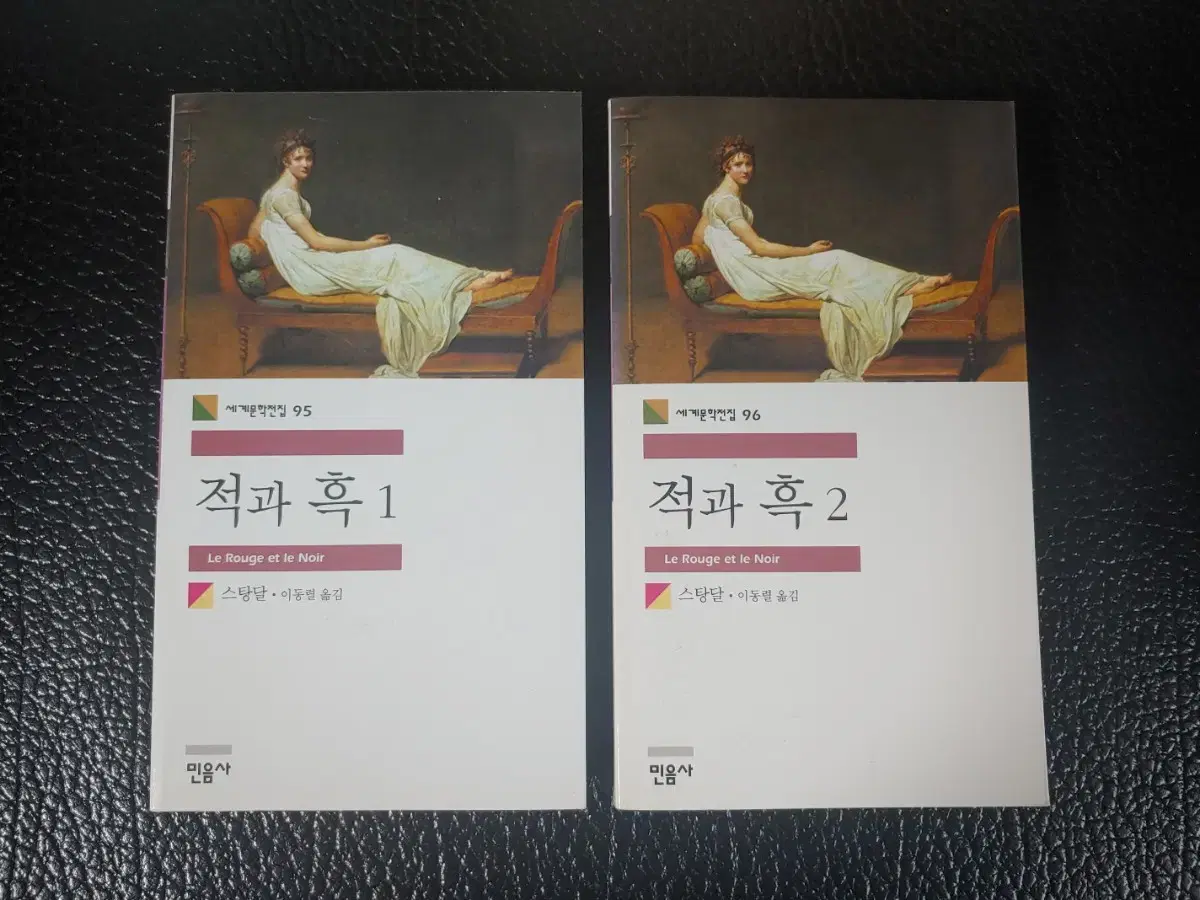 세계문학전집 95
적과 흑 1
Le Rouge et le Noir
스탕달 · 이동렬 옮김
민음사
세계문학전집 96
적과 흑 2
Le Rouge et le Noir
스탕달 · 이동렬 옮김
민음사